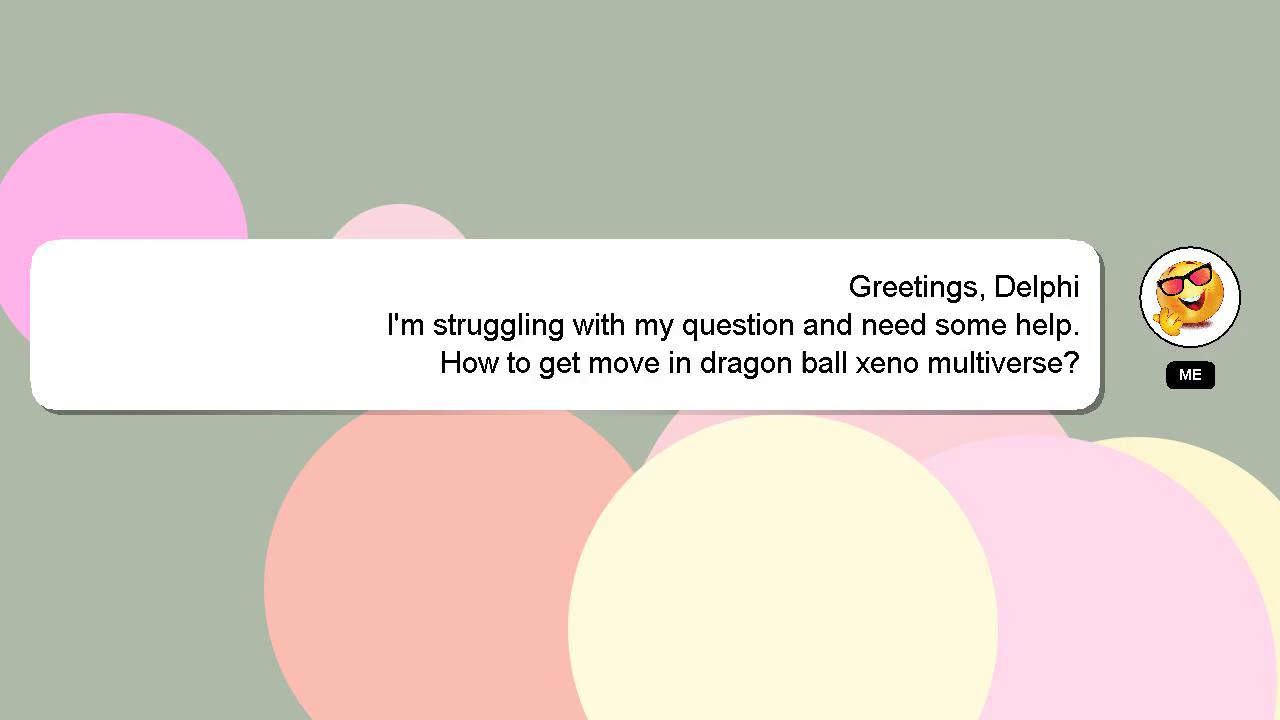 Greetings, Delphi
I'm struggling with my question and need some help.
How to get move in dragon ball xeno multiverse?
ME